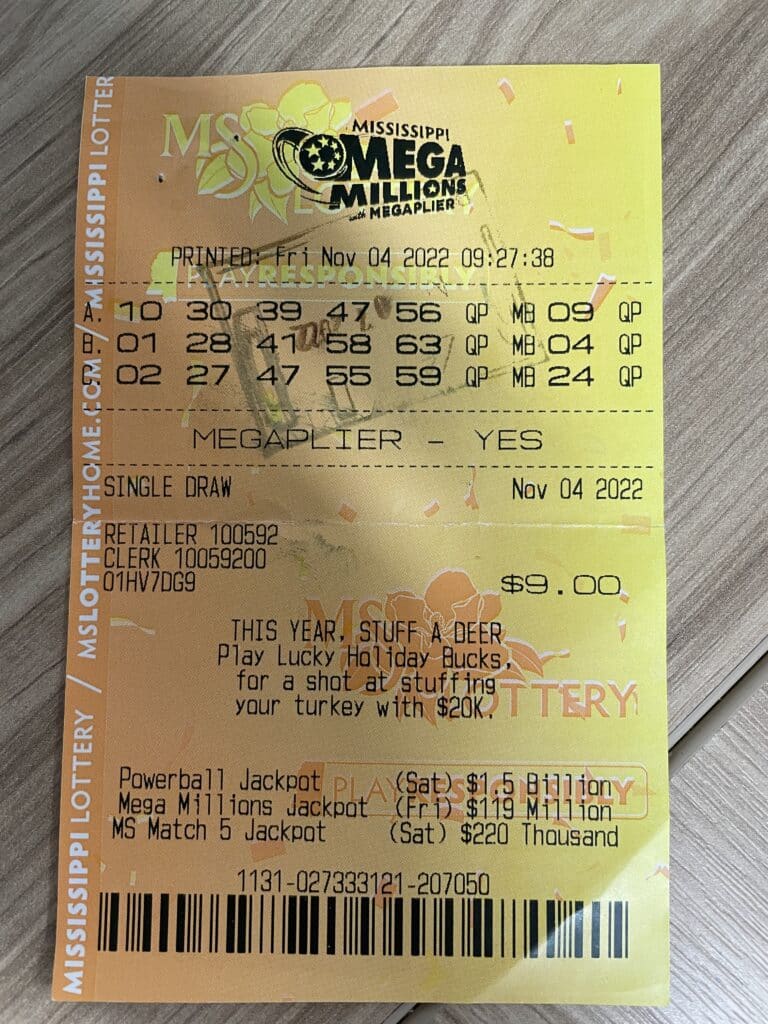 MISSISSIPPI LOTTERY / MSLOTTERYHOME.COM / MISSISSIPPI LOTTERY
MS
MISSISSIPPI
MEGA
MILLIONS
with MEGAPLIER
PRINTED: Fri Nov 04 2022 09:27:38
PLAY RESPONSIBLY
A. 10 30 39 47 56 QP MB 09 QP
B. 01 28 41 58 63 QP MB 04 QP
C. 02 27 47 55 59 QP MB 24 QP
MEGAPLIER - YES
SINGLE DRAW Nov 04 2022
RETAILER 100592
CLERK 10059200
01HV7DG9
$9.00
MS
LOTTERY
THIS YEAR, STUFF A DEER
Play Lucky Holiday Bucks,
for a shot at stuffing
your turkey with $20K.
PLAY RESPONSIBLY
Powerball Jackpot (Sat) $1.5 Billion
Mega Millions Jackpot (Fri) $119 Million
MS Match 5 Jackpot (Sat) $220 Thousand
1131-027333121-207050